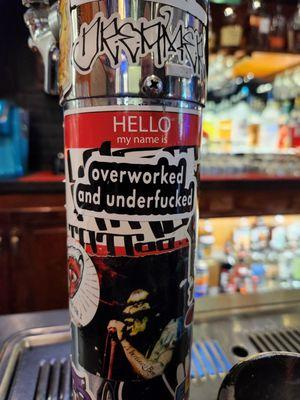 HELLO
my name is
overworked
and underfucked